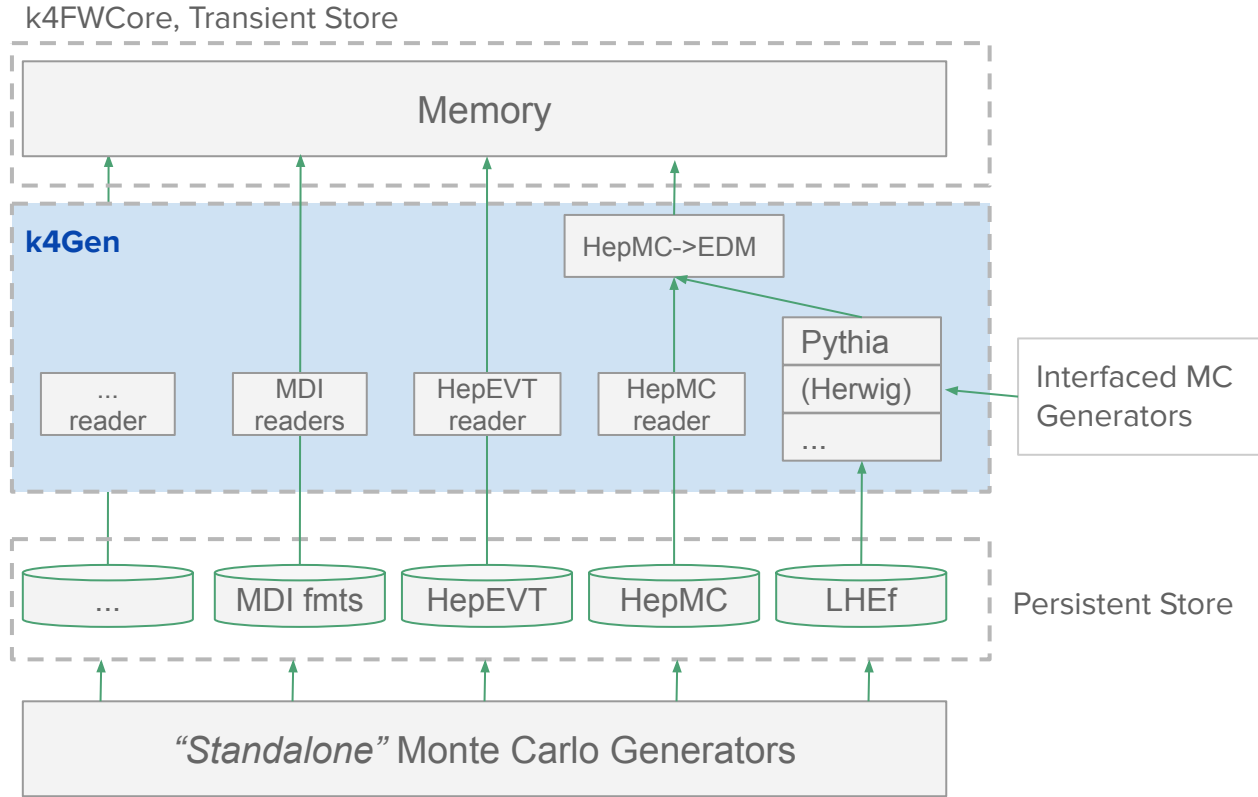 k4FWCore, Transient Store
Memory
k4Gen
HepMC->EDM
Pythia
(Herwig)
...
...
reader
MDI
readers
HepEVT
reader
HepMC
reader
Interfaced MC
Generators
...
MDI fmts
HepEVT
HepMC
LHEf
Persistent Store
“Standalone” Monte Carlo Generators